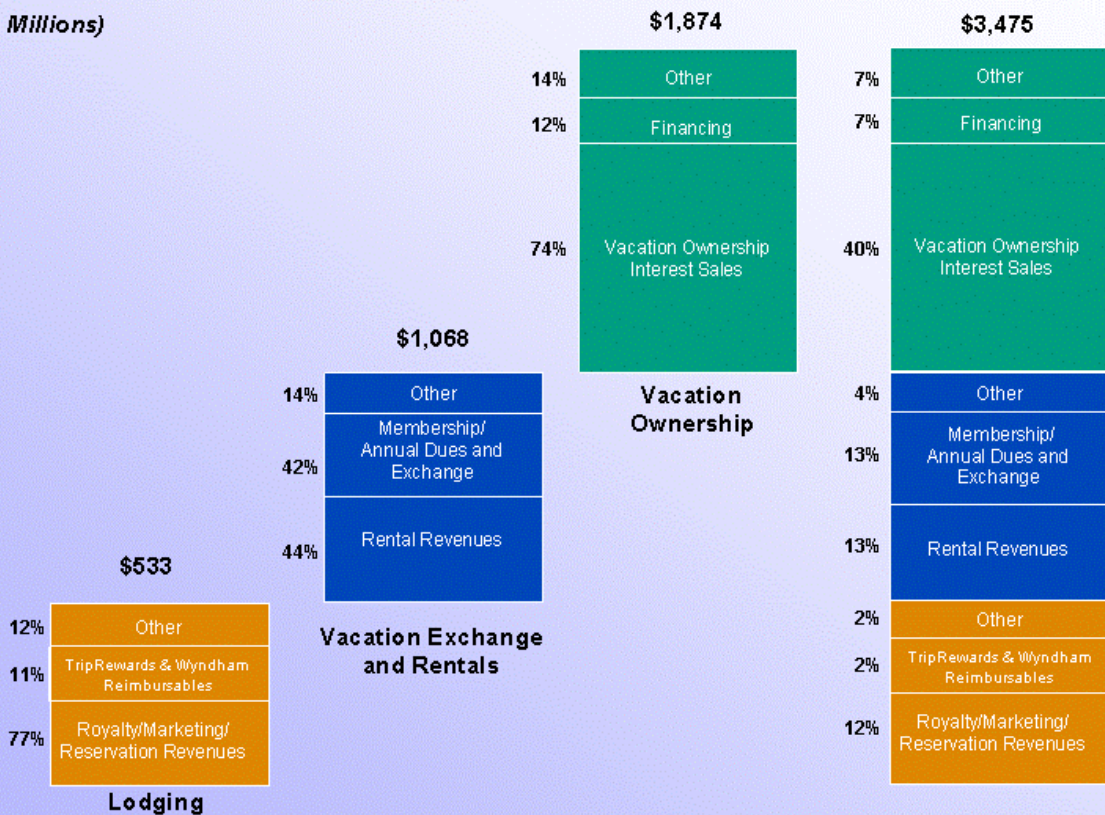 Millions)
$1,874
$3,475
14%
Other
12%
Financing
74%
Vacation Ownership
Interest Sales
7%
Other
7%
Financing
40%
Vacation Ownership
Interest Sales
$1,068
14%
Other
42%
Membership/
Annual Dues and
Exchange
44%
Rental Revenues
Vacation
Ownership
4%
Other
13%
Membership/
Annual Dues and
Exchange
13%
Rental Revenues
$533
12%
Other
11%
TripRewards & Wyndham
Reimbursables
77%
Royalty/Marketing/
Reservation Revenues
Lodging
Vacation Exchange
and Rentals
2%
Other
2%
TripRewards & Wyndham
Reimbursables
12%
Royalty/Marketing/
Reservation Revenues